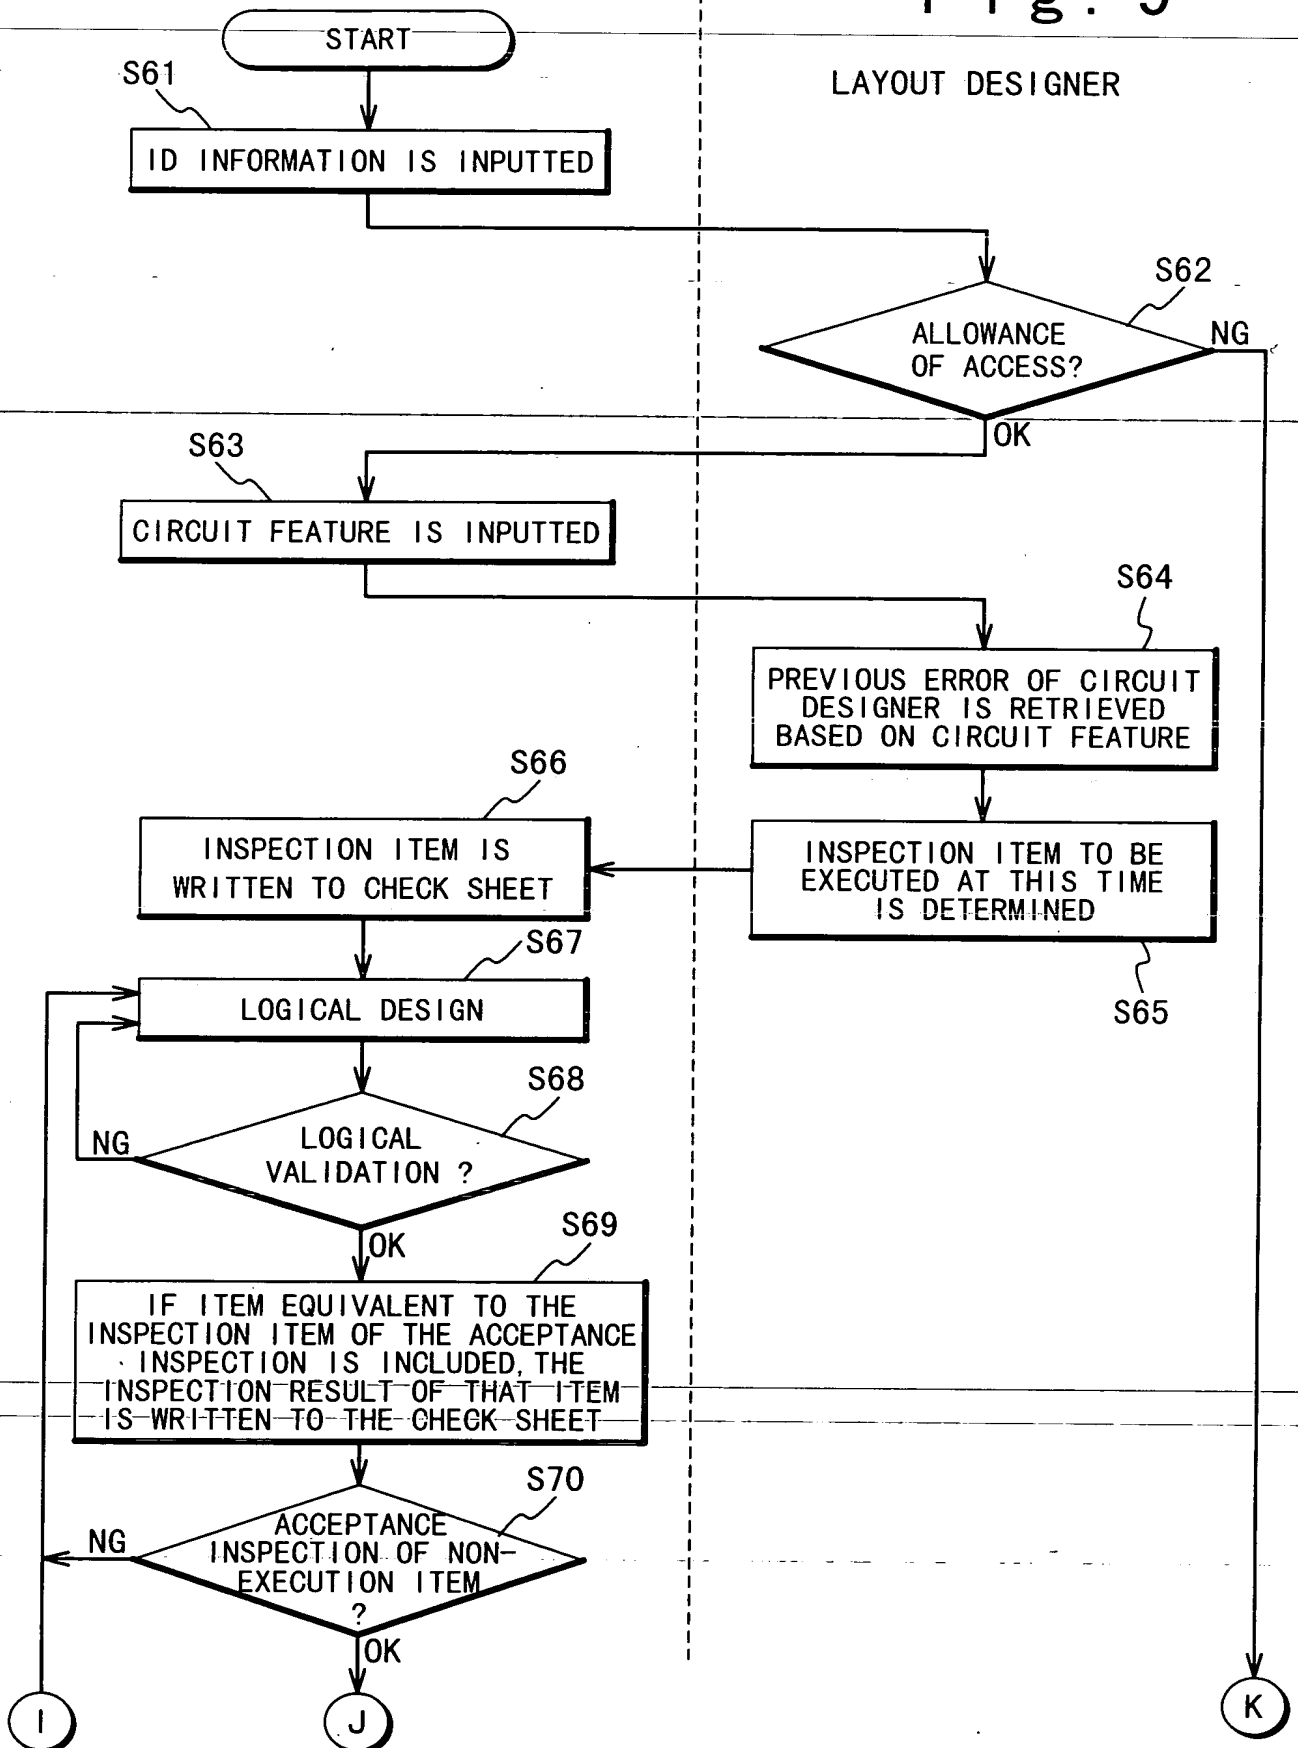 START
LAYOUT DESIGNER
S61
ID INFORMATION IS INPUTTED
S62
ALLOWANCE
OF ACCESS?
NG
OK
S63
CIRCUIT FEATURE IS INPUTTED
S64
PREVIOUS ERROR OF CIRCUIT
DESIGNER IS RETRIEVED
BASED ON CIRCUIT FEATURE
S66
INSPECTION ITEM IS
WRITTEN TO CHECK SHEET
INSPECTION ITEM TO BE
EXECUTED AT THIS TIME
IS DETERMINED
S65
S67
LOGICAL DESIGN
S68
LOGICAL
VALIDATION ?
NG
OK
S69
IF ITEM EQUIVALENT TO THE
INSPECTION ITEM OF THE ACCEPTANCE
INSPECTION IS INCLUDED, THE
INSPECTION RESULT OF THAT ITEM
IS WRITTEN TO THE CHECK SHEET
S70
ACCEPTANCE
INSPECTION OF NON-
EXECUTION ITEM
?
NG
OK
I
J
K